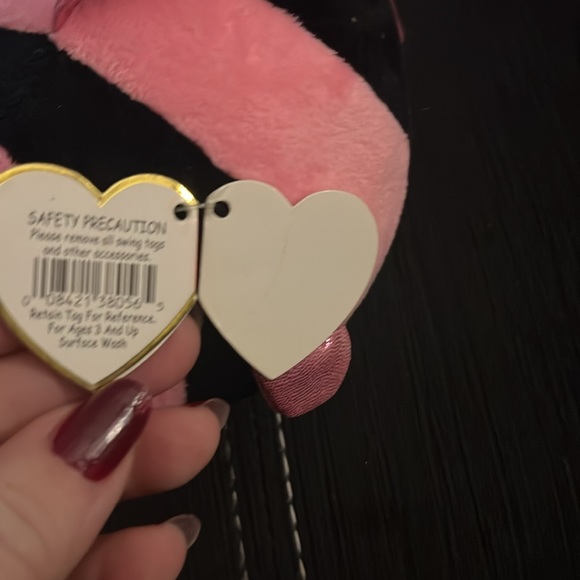 SAFETY PRECAUTION
Please remove all swing tags
and other accessories.
0 08421 38056 5
Retain Tag For Reference.
For Ages 3 And Up
Surface Wash